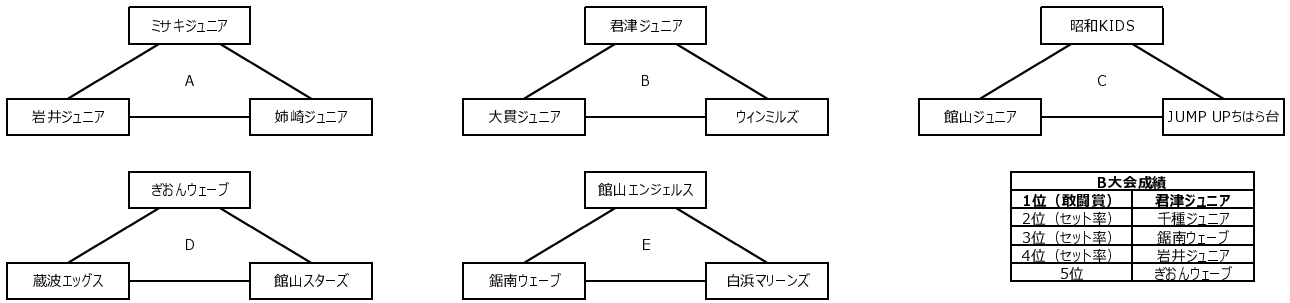 ミサキジュニア
A
岩井ジュニア
姉崎ジュニア
君津ジュニア
B
大貫ジュニア
ウィンミルズ
昭和KIDS
C
館山ジュニア
JUMP UPちはら台
ぎおんウェーブ
D
蔵波エッグス
館山スターズ
館山エンジェルス
E
鋸南ウェーブ
白浜マリーンズ
B大会成績
1位（敢闘賞） 君津ジュニア
2位（セット率） 千種ジュニア
3位（セット率） 鋸南ウェーブ
4位（セット率） 岩井ジュニア
5位 ぎおんウェーブ